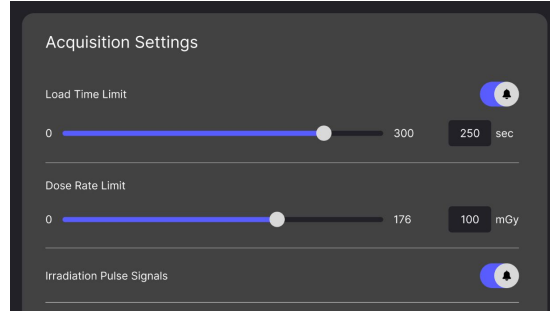 Acquisition Settings
Load Time Limit
0 300 250 sec
Dose Rate Limit
0 176 100 mGy
Irradiation Pulse Signals